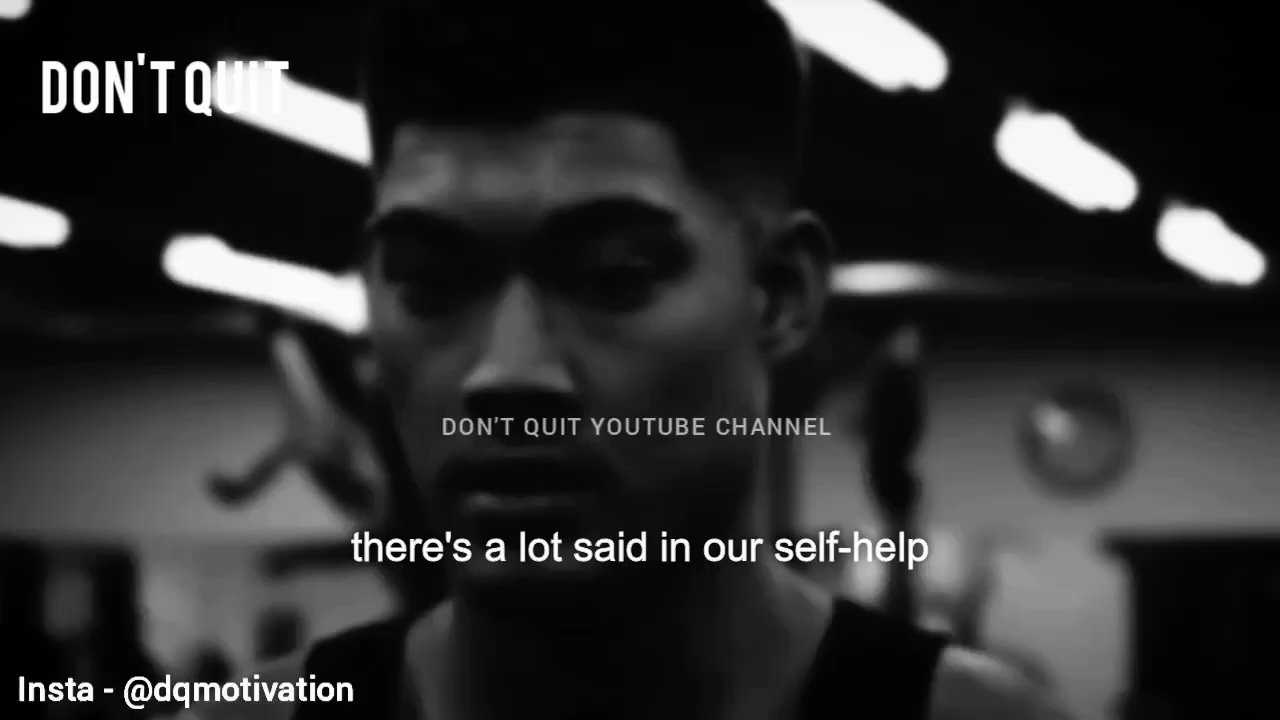 DON'T QUIT
DON'T QUIT YOUTUBE CHANNEL
there's a lot said in our self-help
Insta - @dqmotivation